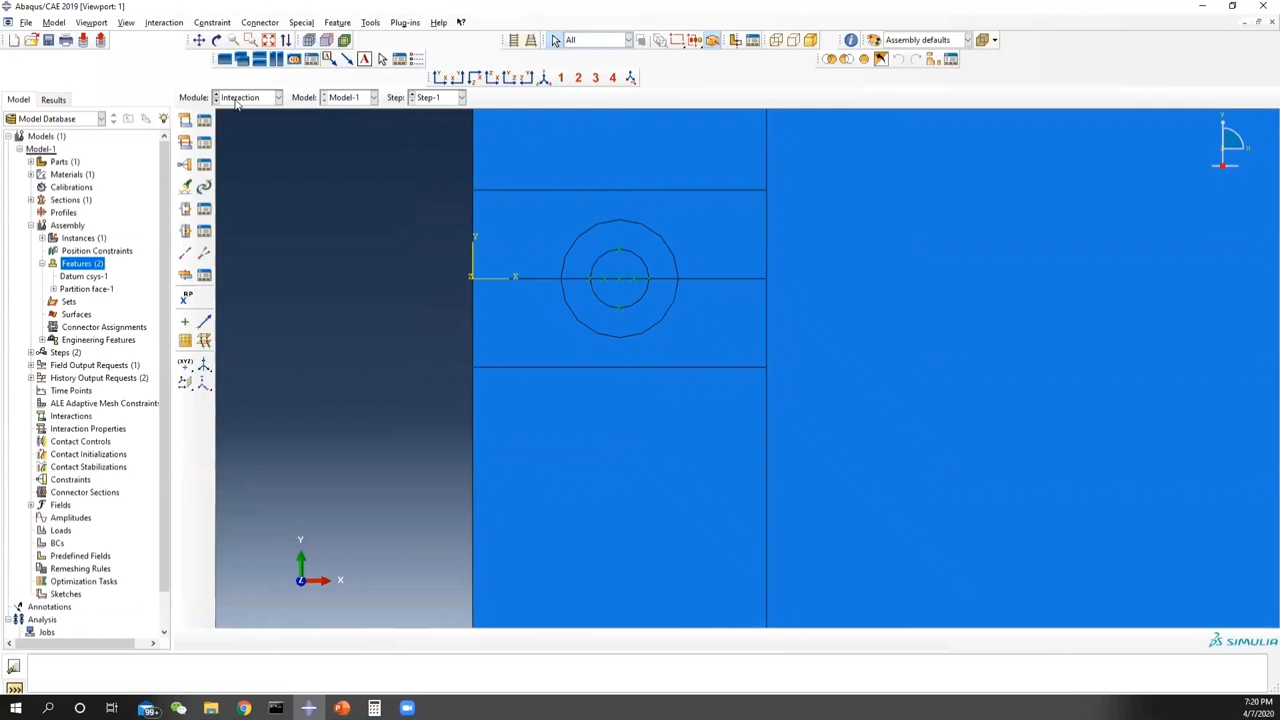 Abaqus/CAE 2019 [Viewport: 1]
File Model Viewport View Interaction Constraint Connector Special Feature Tools Plug-ins Help
All
Assembly defaults
1 2 3 4
Model Results
Module: Interaction Model: Model-1 Step: Step-1
Model Database
Models (1)
Model-1
Parts (1)
Materials (1)
Calibrations
Sections (1)
Profiles
Assembly
Instances (1)
Position Constraints
Features (2)
Datum csys-1
Partition face-1
Sets
Surfaces
Connector Assignments
Engineering Features
Steps (2)
Field Output Requests (1)
History Output Requests (2)
Time Points
ALE Adaptive Mesh Constraint
Interactions
Interaction Properties
Contact Controls
Contact Initializations
Contact Stabilizations
Constraints
Connector Sections
Fields
Amplitudes
Loads
BCs
Predefined Fields
Remeshing Rules
Optimization Tasks
Sketches
Annotations
Analysis
Jobs
RP
(XYZ)
Y
X
Z
Y
X
Y
X
Z
SIMULIA
99+
7:20 PM
4/7/2020